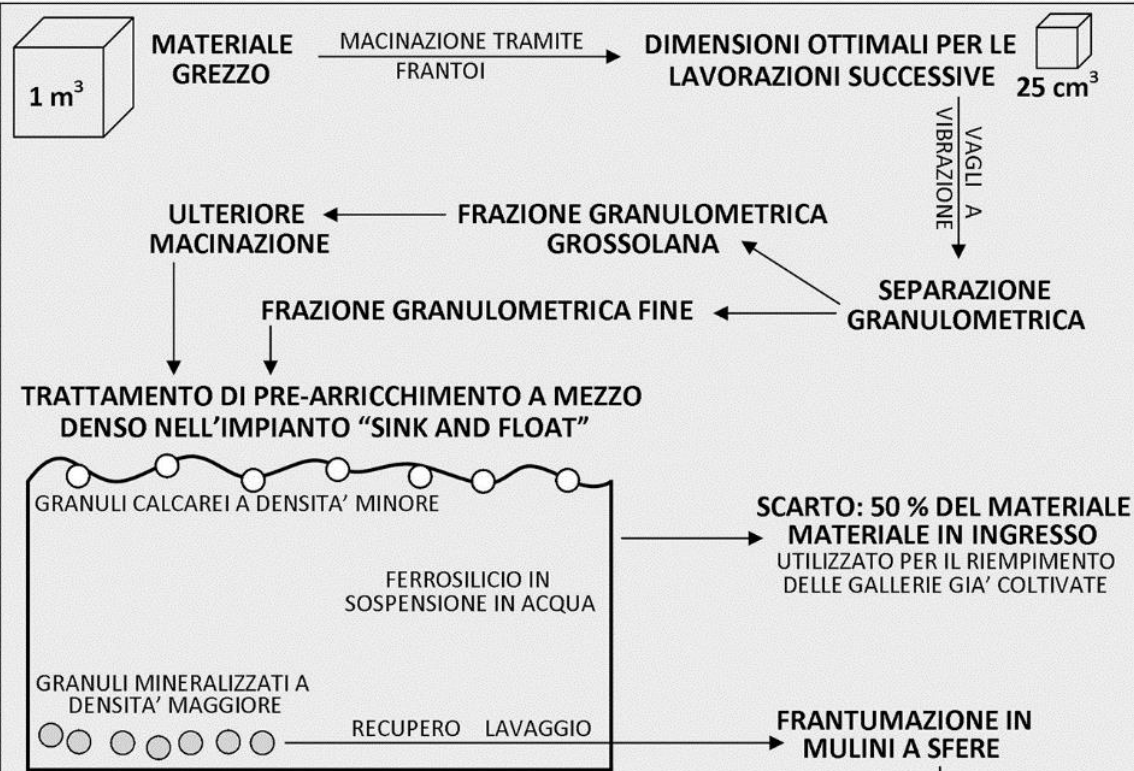 1 m³
MATERIALE
GREZZO
MACINAZIONE TRAMITE
FRANTOI
DIMENSIONI OTTIMALI PER LE
LAVORAZIONI SUCCESSIVE
25 cm³
VAGLI A
VIBRAZIONE
ULTERIORE
MACINAZIONE
FRAZIONE GRANULOMETRICA
GROSSOLANA
SEPARAZIONE
GRANULOMETRICA
FRAZIONE GRANULOMETRICA FINE
TRATTAMENTO DI PRE-ARRICCHIMENTO A MEZZO
DENSO NELL’IMPIANTO “SINK AND FLOAT”
GRANULI CALCAREI A DENSITA’ MINORE
SCARTO: 50 % DEL MATERIALE
MATERIALE IN INGRESSO
UTILIZZATO PER IL RIEMPIMENTO
DELLE GALLERIE GIA’ COLTIVATE
FERROSILICIO IN
SOSPENSIONE IN ACQUA
GRANULI MINERALIZZATI A
DENSITA’ MAGGIORE
RECUPERO LAVAGGIO
FRANTUMAZIONE IN
MULINI A SFERE